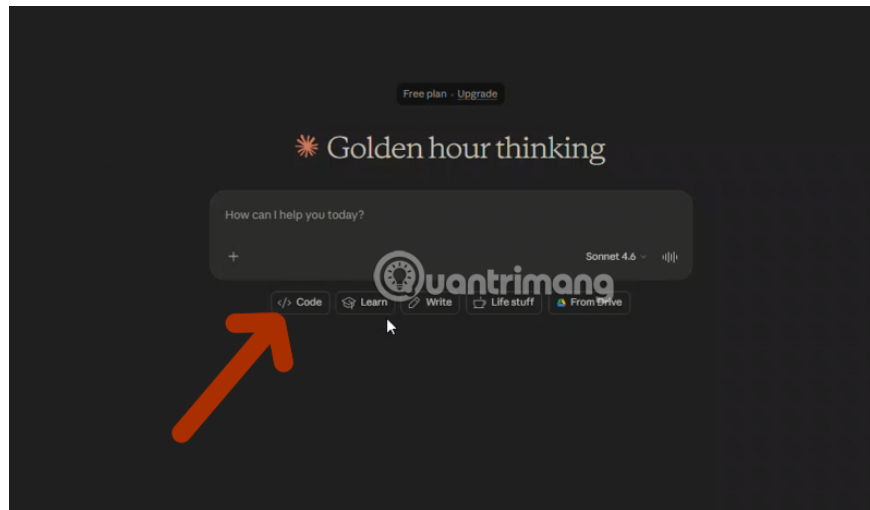 Free plan · Upgrade
Golden hour thinking
How can I help you today?
+
Sonnet 4.6
Quantrimang
</> Code
Learn
Write
Life stuff
From Drive